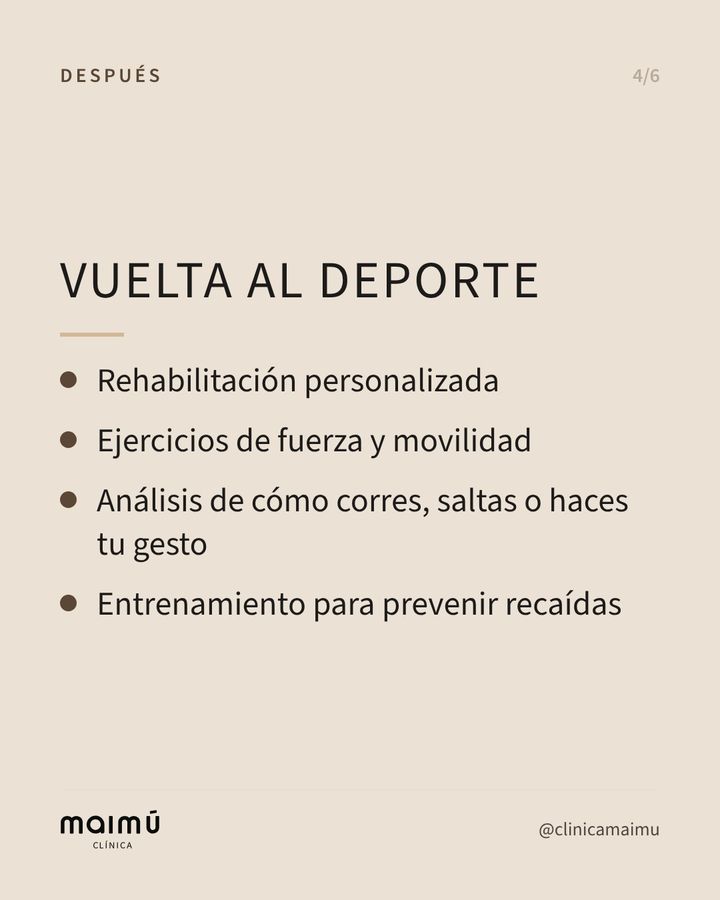 DESPUÉS
4/6
VUELTA AL DEPORTE
Rehabilitación personalizada
Ejercicios de fuerza y movilidad
Análisis de cómo corres, saltas o haces
tu gesto
Entrenamiento para prevenir recaídas
maimú
CLÍNICA
@clinicamaimu